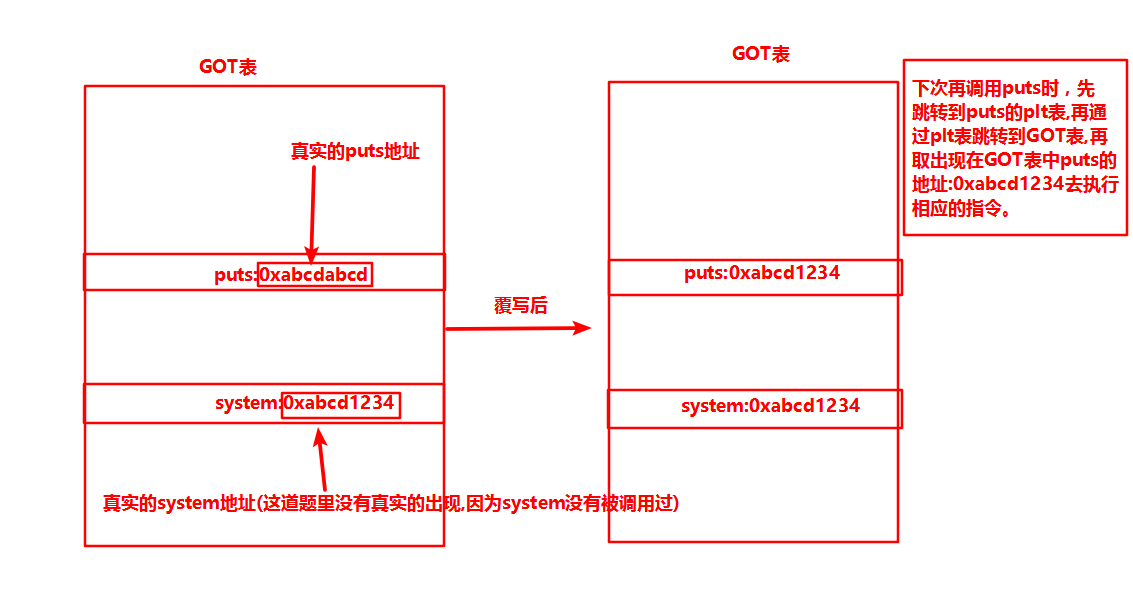 GOT表
真实的puts地址
puts:0xabcdabcd
system:0xabcd1234
真实的system地址(这道题里没有真实的出现,因为system没有被调用过)
覆写后
GOT表
puts:0xabcd1234
system:0xabcd1234
下次再调用puts时，先
跳转到puts的plt表,再通
过plt表跳转到GOT表,再
取出现在GOT表中puts的
地址:0xabcd1234去执行
相应的指令。